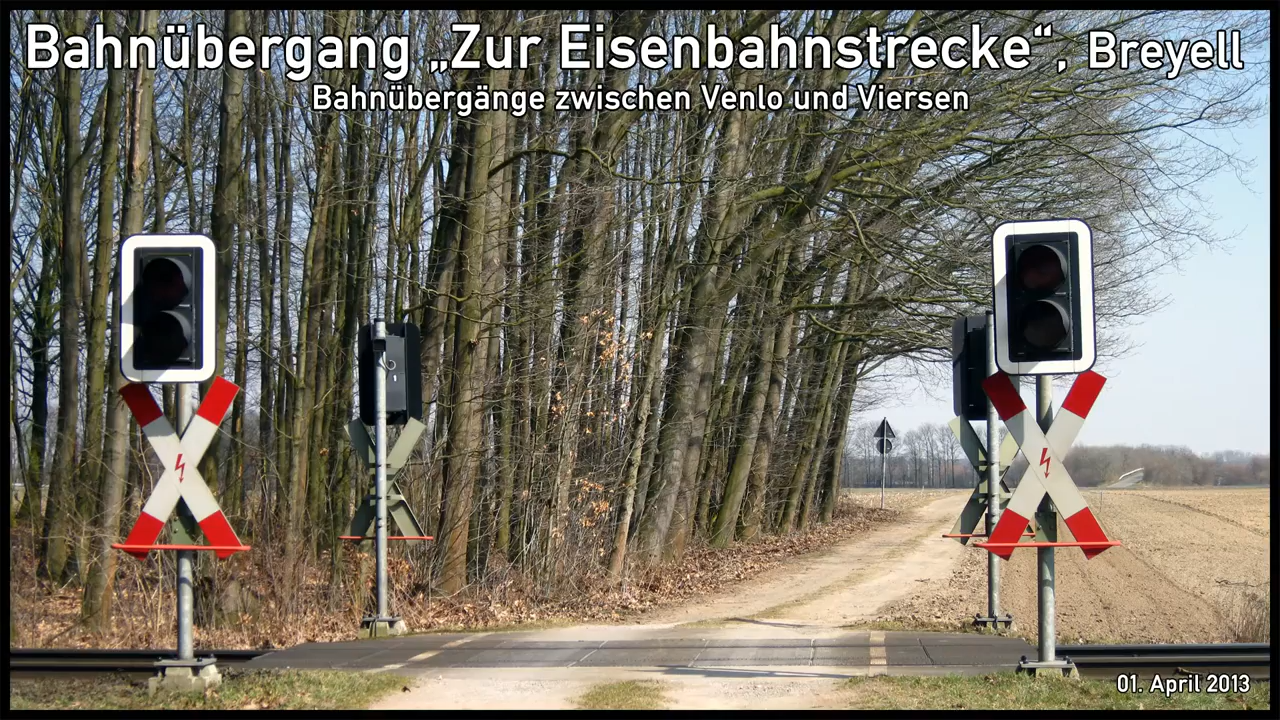 Bahnübergang „Zur Eisenbahnstrecke“, Breyell
Bahnübergänge zwischen Venlo und Viersen
01. April 2013